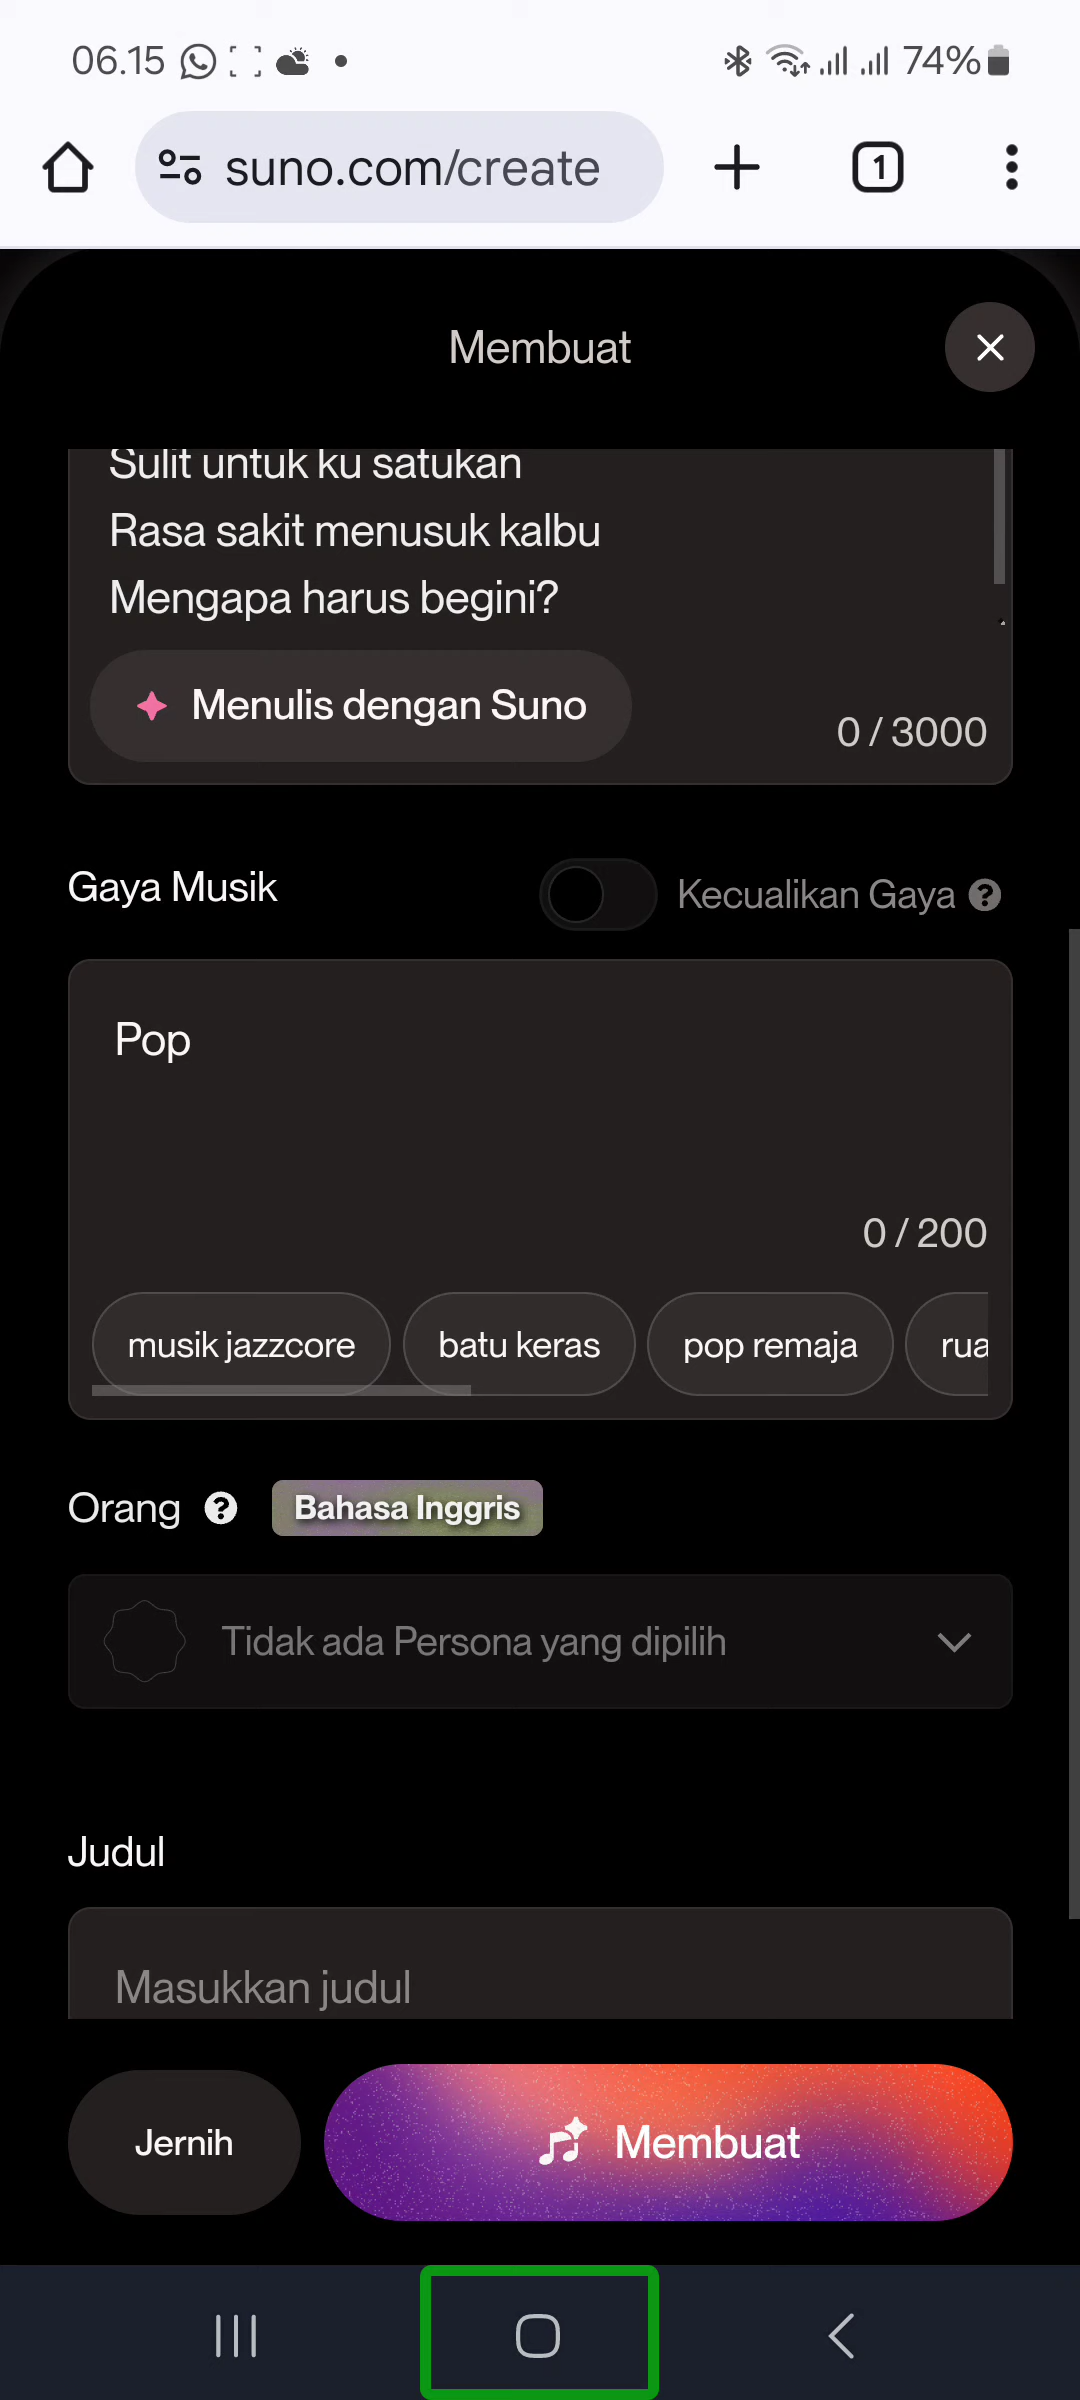 06.15
74%
suno.com/create
1
Membuat
Sulit untuk ku satukan
Rasa sakit menusuk kalbu
Mengapa harus begini?
Menulis dengan Suno
0 / 3000
Gaya Musik
Kecualikan Gaya ?
Pop
0 / 200
musik jazzcore
batu keras
pop remaja
rua
Orang ?
Bahasa Inggris
Tidak ada Persona yang dipilih
Judul
Masukkan judul
Jernih
Membuat